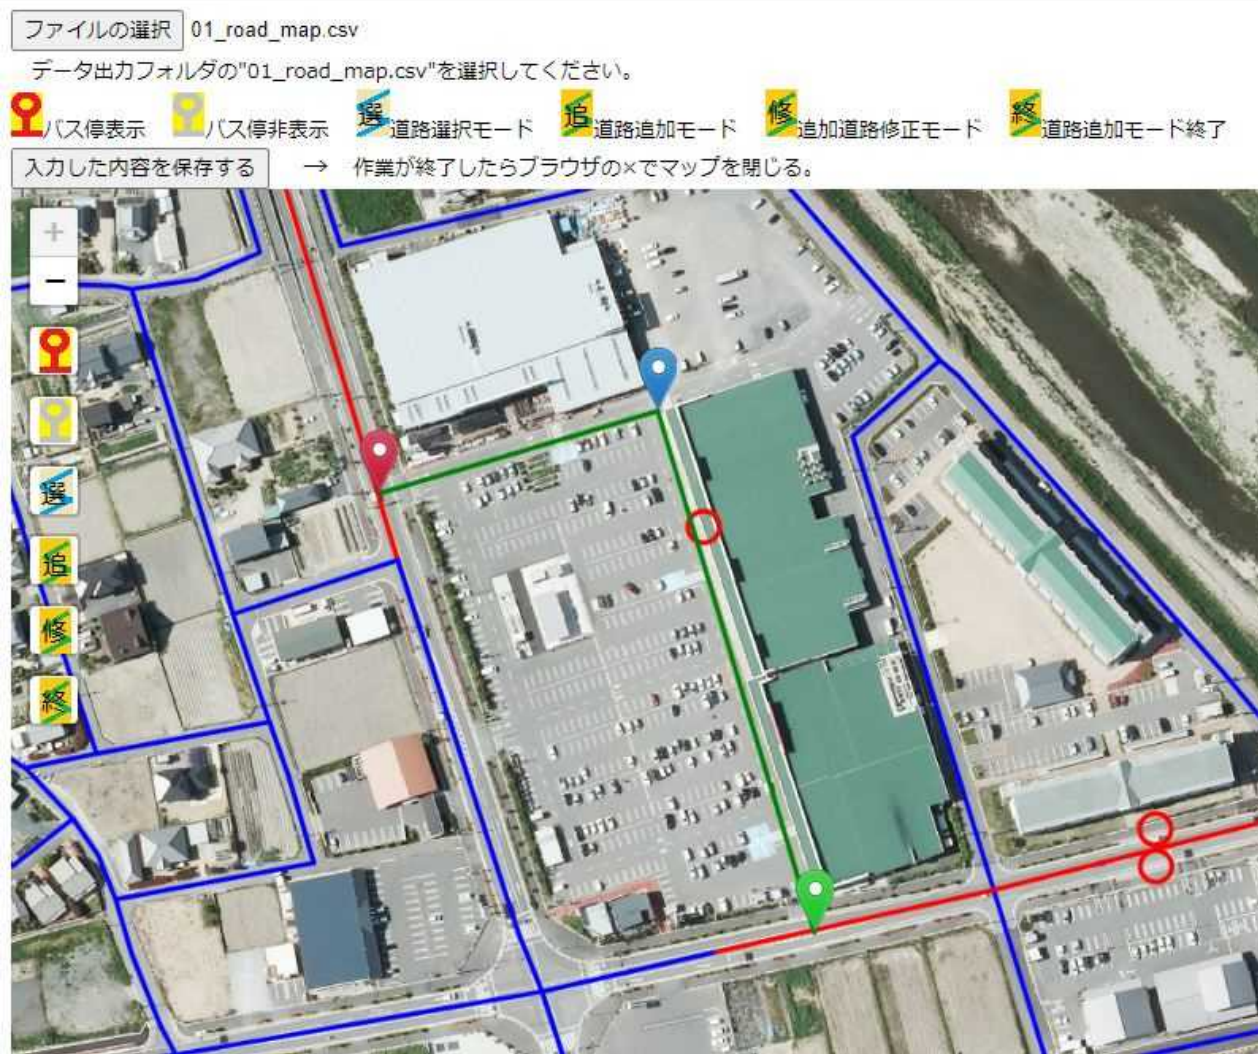 ファイルの選択 01_road_map.csv
データ出力フォルダの"01_road_map.csv"を選択してください。
バス停表示 バス停非表示 選 道路選択モード 追 道路追加モード 修 追加道路修正モード 終 道路追加モード終了
入力した内容を保存する → 作業が終了したらブラウザの×でマップを閉じる。
+
−
選
追
修
終